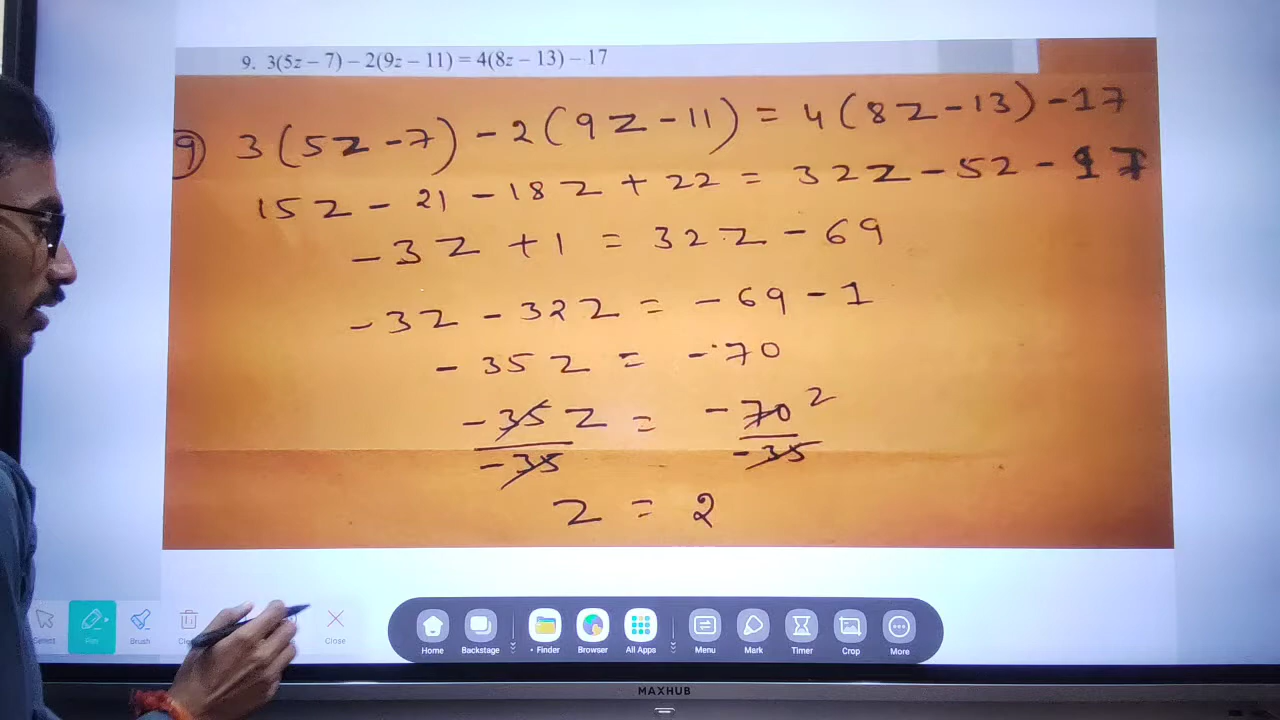 9. 3(5z – 7) – 2(9z – 11) = 4(8z – 13) – 17
9) 3(5z - 7) - 2(9z - 11) = 4(8z - 13) - 17
15z - 21 - 18z + 22 = 32z - 52 - 17
-3z + 1 = 32z - 69
-3z - 32z = -69 - 1
-35z = -70
-35z/-35 = -70/-35 2
z = 2
Select Pen Brush Close
Home Backstage Finder Browser All Apps Menu Mark Timer Crop More
MAXHUB